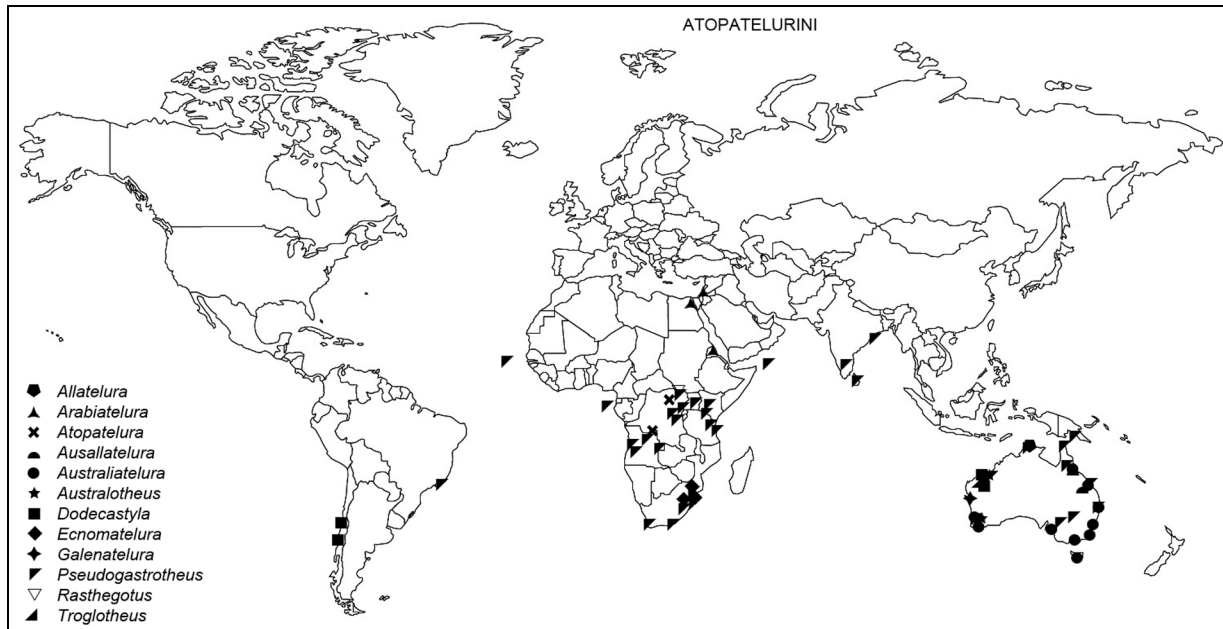 ATOPATELURINI
Allatelura
Arabiatelura
Atopatelura
Ausallatelura
Australiatelura
Australotheus
Dodecastyla
Ecnomatelura
Galenatelura
Pseudogastrotheus
Rasthegotus
Troglotheus